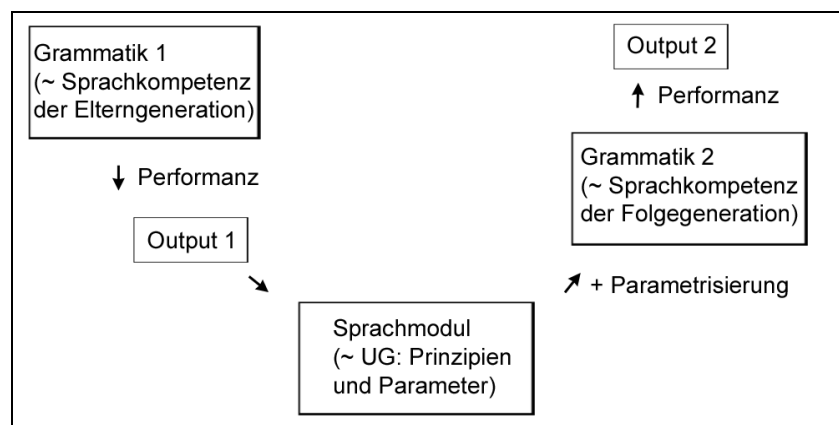 Grammatik 1
(~ Sprachkompetenz
der Elterngeneration)
↓ Performanz
Output 1
Sprachmodul
(~ UG: Prinzipien
und Parameter)
+ Parametrisierung
Grammatik 2
(~ Sprachkompetenz
der Folgegeneration)
Performanz
Output 2